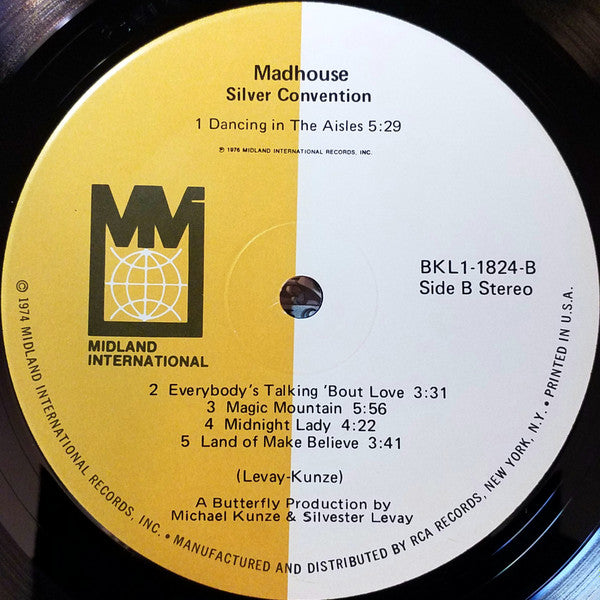 Madhouse
Silver Convention
1 Dancing in The Aisles 5:29
℗ 1976 MIDLAND INTERNATIONAL RECORDS, INC.
MMI
MIDLAND
INTERNATIONAL
BKL1-1824-B
Side B Stereo
2 Everybody's Talking 'Bout Love 3:31
3 Magic Mountain 5:56
4 Midnight Lady 4:22
5 Land of Make Believe 3:41
(Levay-Kunze)
A Butterfly Production by
Michael Kunze & Silvester Levay
© 1974 MIDLAND INTERNATIONAL RECORDS, INC. • MANUFACTURED AND DISTRIBUTED BY RCA RECORDS, NEW YORK, N.Y. • PRINTED IN U.S.A.